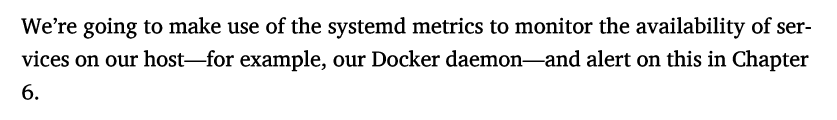 We’re going to make use of the systemd metrics to monitor the availability of ser-
vices on our host—for example, our Docker daemon—and alert on this in Chapter
6.